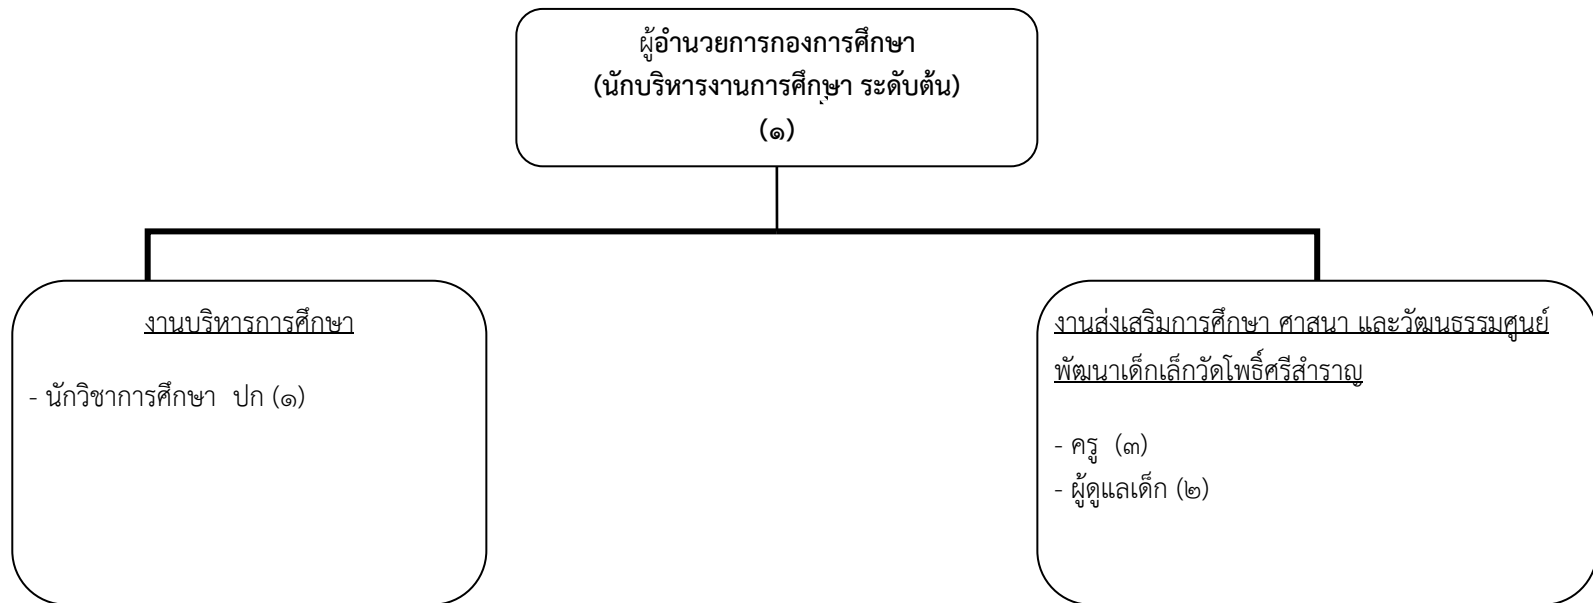 ผู้อำนวยการกองการศึกษา
(นักบริหารงานการศึกษา ระดับต้น)
(๑)
งานบริหารการศึกษา
- นักวิชาการศึกษา ปก (๑)
งานส่งเสริมการศึกษา ศาสนา และวัฒนธรรมศูนย์
พัฒนาเด็กเล็กวัดโพธิ์ศรีสำราญ
- ครู (๓)
- ผู้ดูแลเด็ก (๒)